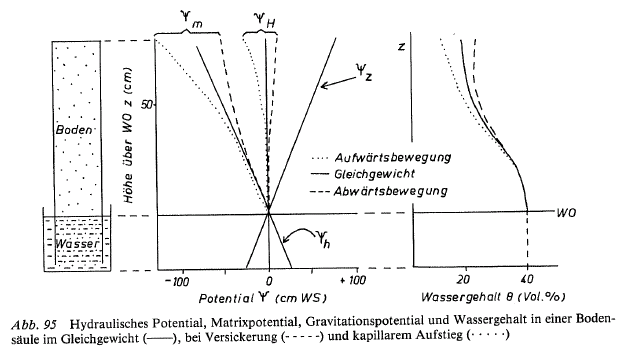 Ψm
ΨH
Ψz
z
Höhe über WO z (cm)
50
Boden
Wasser
Aufwärtsbewegung
Gleichgewicht
Abwärtsbewegung
WO
Ψh
-100
0
+100
20
40
Potential Ψ (cm WS)
Wassergehalt θ (Vol.%)
Abb. 95 Hydraulisches Potential, Matrixpotential, Gravitationspotential und Wassergehalt in einer Boden-
säule im Gleichgewicht (——), bei Versickerung (-----) und kapillarem Aufstieg (·····)